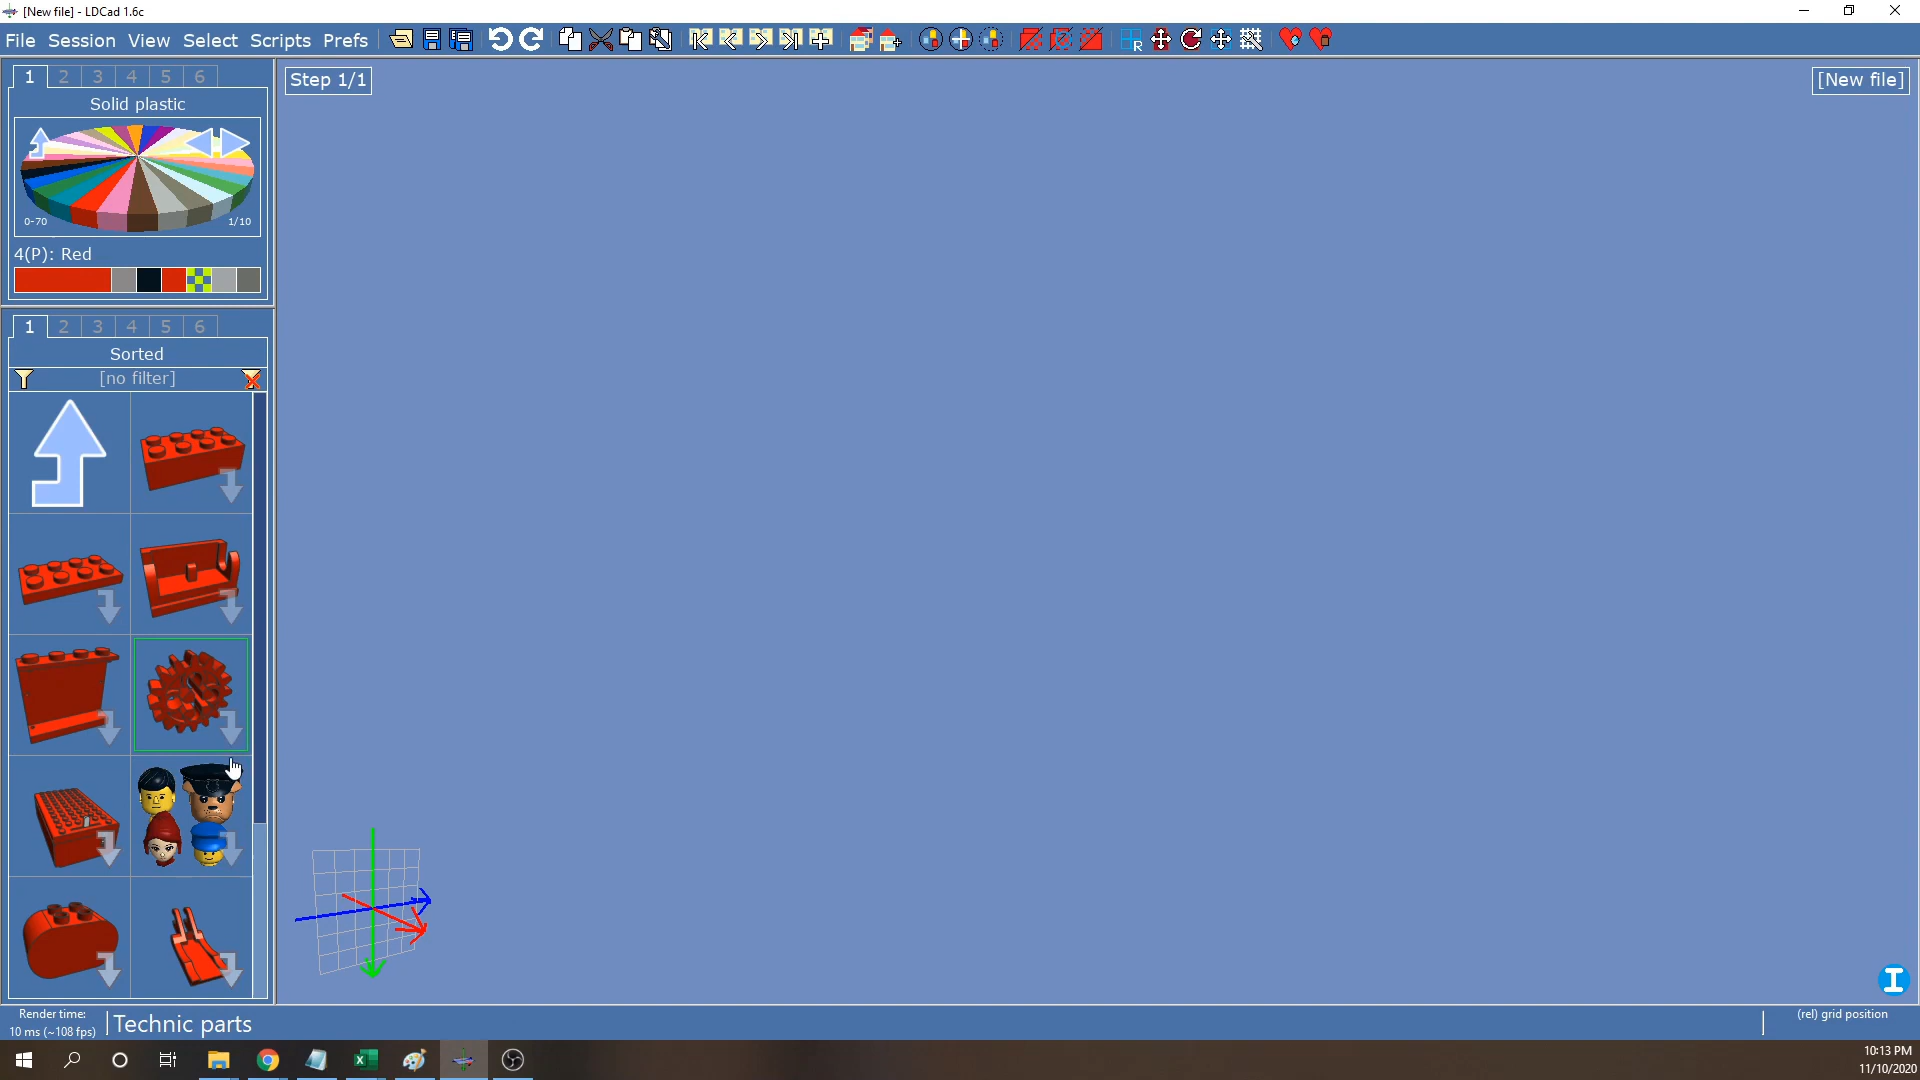 [New file] - LDCad 1.6c
File Session View Select Scripts Prefs
1 2 3 4 5 6
Solid plastic
0-70 1/10
4(P): Red
1 2 3 4 5 6
Sorted
[no filter]
Step 1/1
[New file]
R
Render time:
10 ms (~108 fps)
Technic parts
(rel) grid position
10:13 PM
11/10/2020